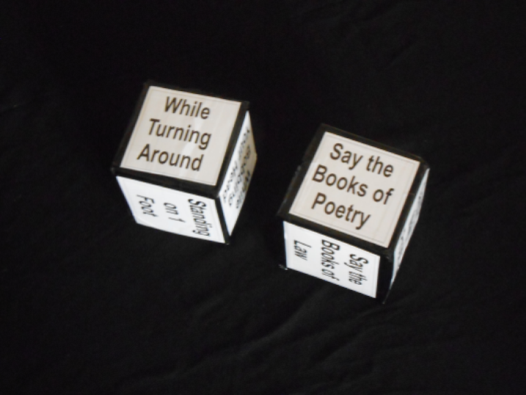 While
Turning
Around
Standing
on 1
Foot
Say the
Books of
Poetry
Say the
Books of
Law